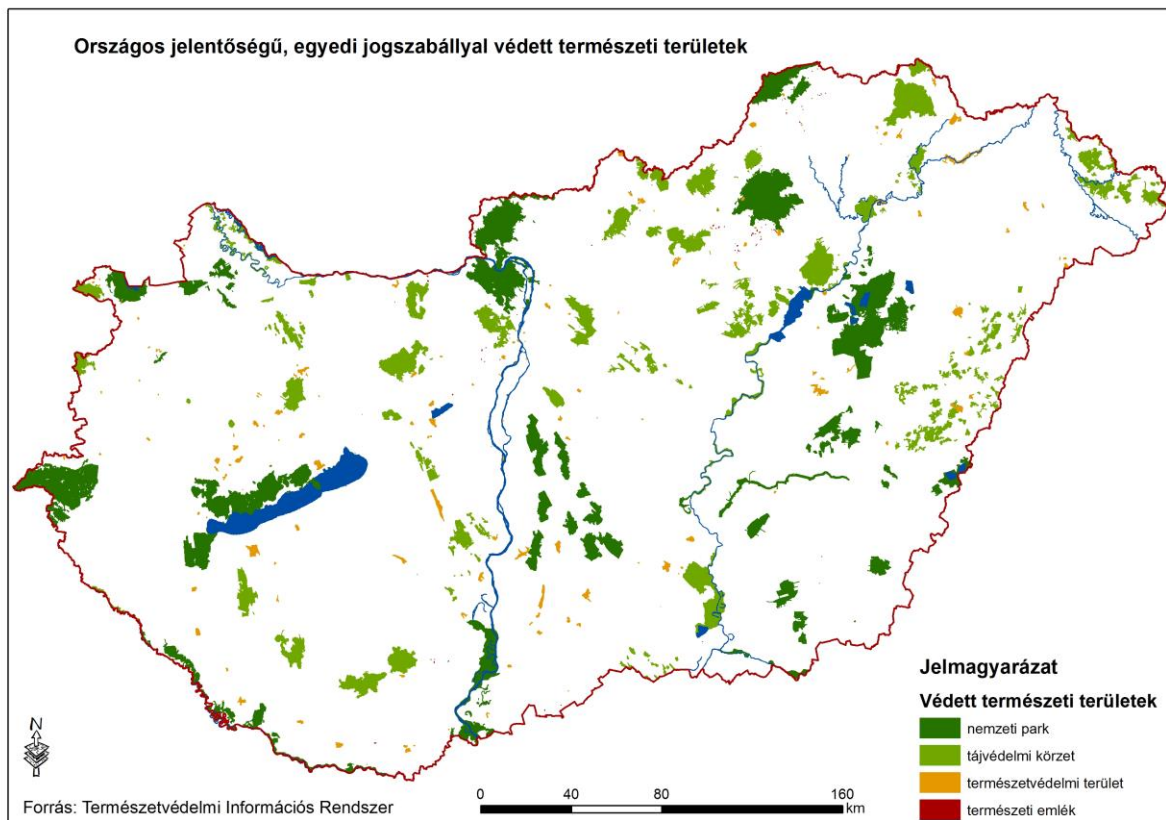 Országos jelentőségű, egyedi jogszabállyal védett természeti területek
Jelmagyarázat
Védett természeti területek
nemzeti park
tájvédelmi körzet
természetvédelmi terület
természeti emlék
N
Forrás: Természetvédelmi Információs Rendszer
0 40 80 160
km